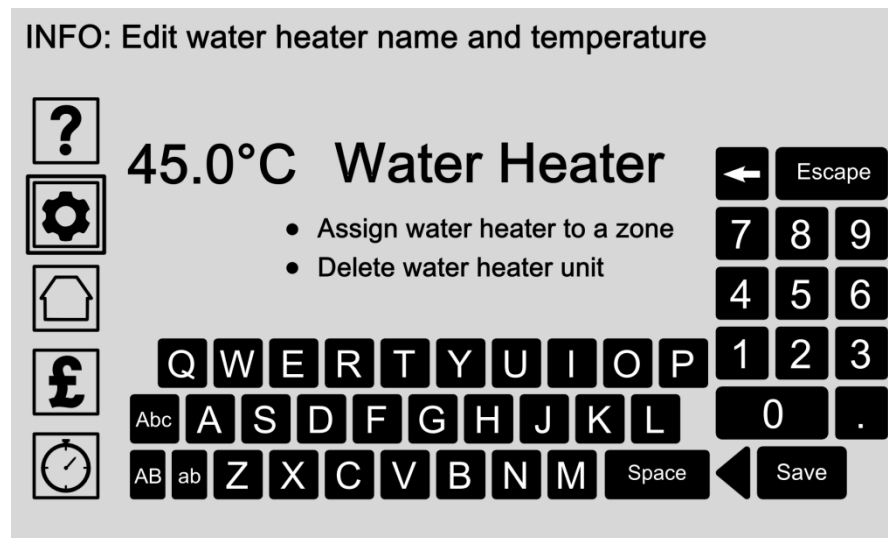 INFO: Edit water heater name and temperature
?
45.0°C Water Heater
Escape
• Assign water heater to a zone
• Delete water heater unit
7 8 9
4 5 6
£
Q W E R T Y U I O P
1 2 3
Abc A S D F G H J K L
0 .
AB ab Z X C V B N M Space
Save